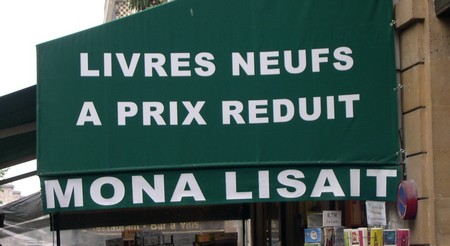 LIVRES NEUFS
A PRIX REDUIT
MONA LISAIT